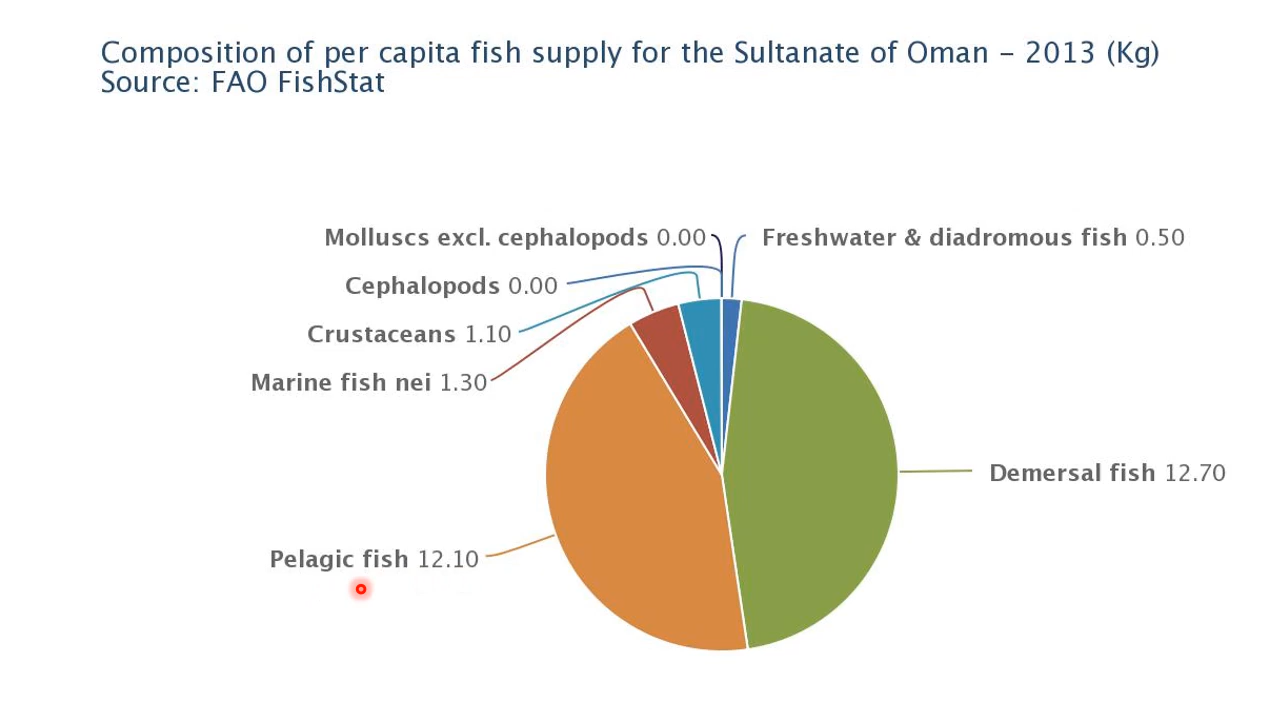 Composition of per capita fish supply for the Sultanate of Oman – 2013 (Kg)
Source: FAO FishStat
Molluscs excl. cephalopods 0.00
Freshwater & diadromous fish 0.50
Cephalopods 0.00
Crustaceans 1.10
Marine fish nei 1.30
Demersal fish 12.70
Pelagic fish 12.10